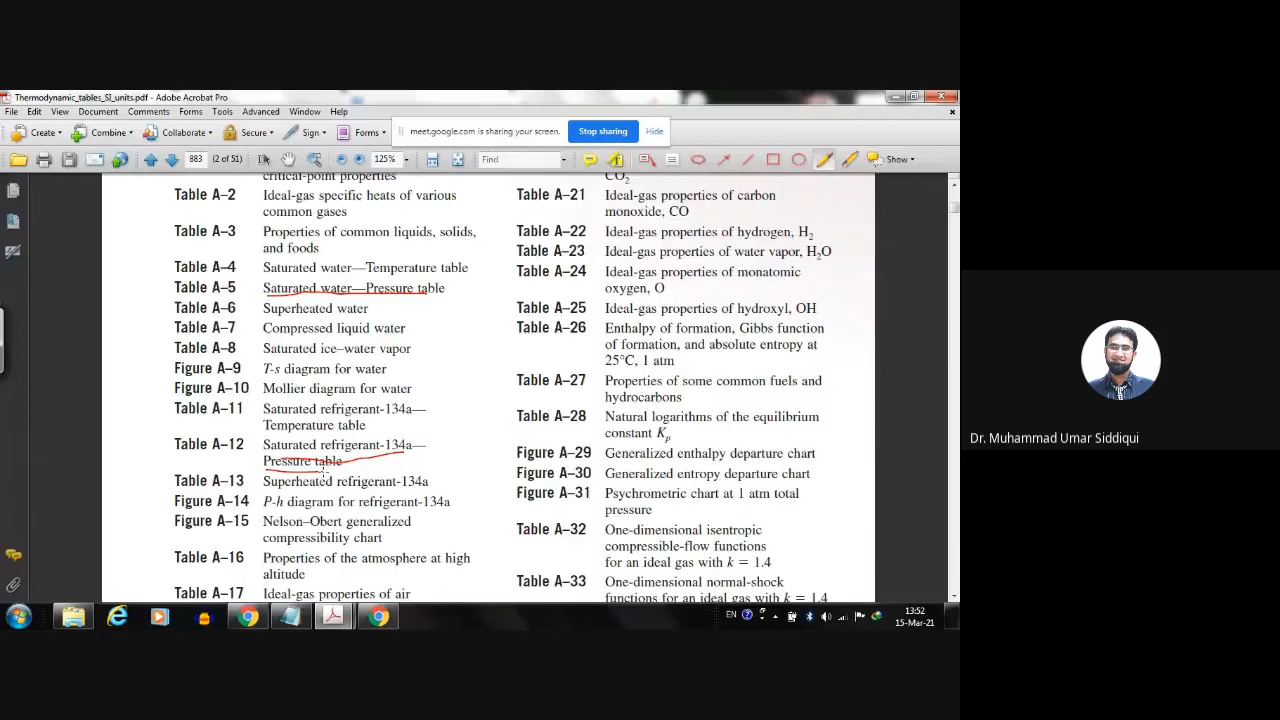 Thermodynamic_tables_SI_units.pdf - Adobe Acrobat Pro
File Edit View Document Comments Forms Tools Advanced Window Help
Create Combine Collaborate Secure Sign Forms
meet.google.com is sharing your screen. Stop sharing Hide
883 (2 of 51) 125% Find Show
critical-point properties
Table A–2 Ideal-gas specific heats of various
common gases
Table A–3 Properties of common liquids, solids,
and foods
Table A–4 Saturated water—Temperature table
Table A–5 Saturated water—Pressure table
Table A–6 Superheated water
Table A–7 Compressed liquid water
Table A–8 Saturated ice–water vapor
Figure A–9 T-s diagram for water
Figure A–10 Mollier diagram for water
Table A–11 Saturated refrigerant-134a—
Temperature table
Table A–12 Saturated refrigerant-134a—
Pressure table
Table A–13 Superheated refrigerant-134a
Figure A–14 P-h diagram for refrigerant-134a
Figure A–15 Nelson–Obert generalized
compressibility chart
Table A–16 Properties of the atmosphere at high
altitude
Table A–17 Ideal-gas properties of air
CO2
Table A–21 Ideal-gas properties of carbon
monoxide, CO
Table A–22 Ideal-gas properties of hydrogen, H2
Table A–23 Ideal-gas properties of water vapor, H2O
Table A–24 Ideal-gas properties of monatomic
oxygen, O
Table A–25 Ideal-gas properties of hydroxyl, OH
Table A–26 Enthalpy of formation, Gibbs function
of formation, and absolute entropy at
25°C, 1 atm
Table A–27 Properties of some common fuels and
hydrocarbons
Table A–28 Natural logarithms of the equilibrium
constant Kp
Figure A–29 Generalized enthalpy departure chart
Figure A–30 Generalized entropy departure chart
Figure A–31 Psychrometric chart at 1 atm total
pressure
Table A–32 One-dimensional isentropic
compressible-flow functions
for an ideal gas with k = 1.4
Table A–33 One-dimensional normal-shock
functions for an ideal gas with k = 1.4
EN 13:52
15-Mar-21
Dr. Muhammad Umar Siddiqui